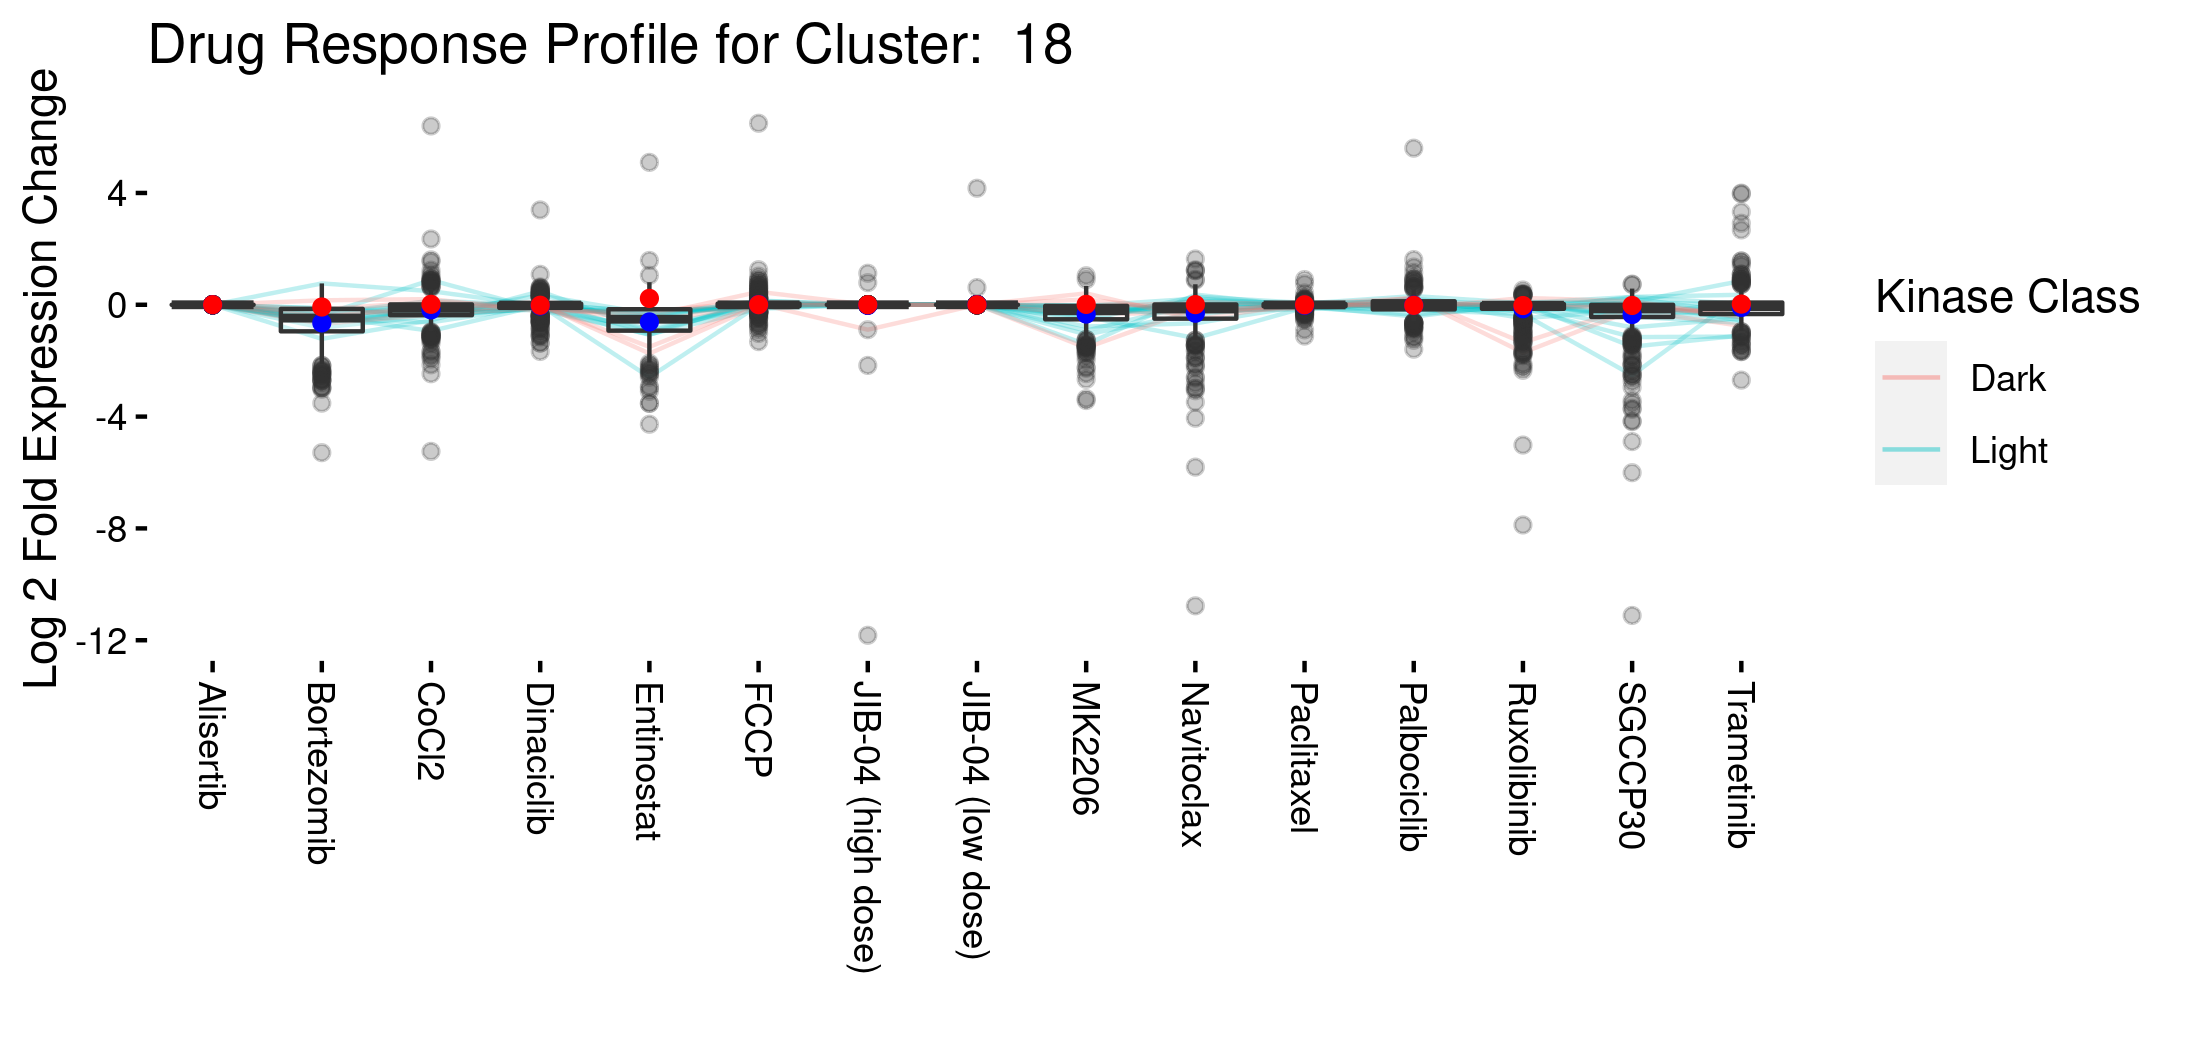 Drug Response Profile for Cluster:  18
Log 2 Fold Expression Change
4
0
-4
-8
-12
Alisertib
Bortezomib
CoCl2
Dinaciclib
Entinostat
FCCP
JIB-04 (high dose)
JIB-04 (low dose)
MK2206
Navitoclax
Paclitaxel
Palbociclib
Ruxolibinib
SGCCP30
Trametinib
Kinase Class
Dark
Light